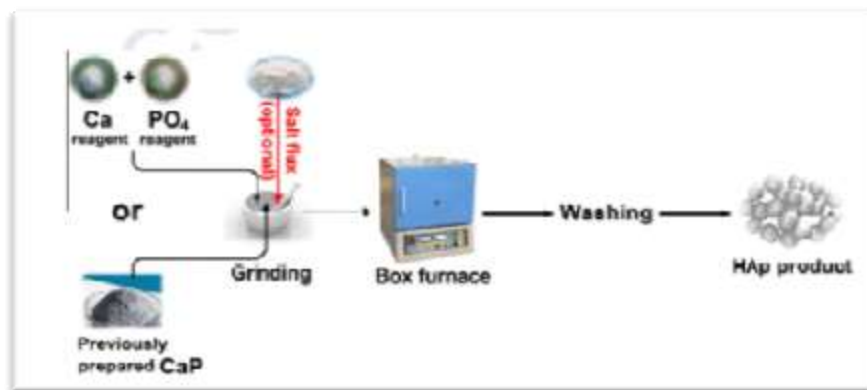 +
Ca PO₄
reagent reagent
Salt flux
(optional)
or
Grinding
Box furnace
Washing
HAp product
Previously
prepared CaP